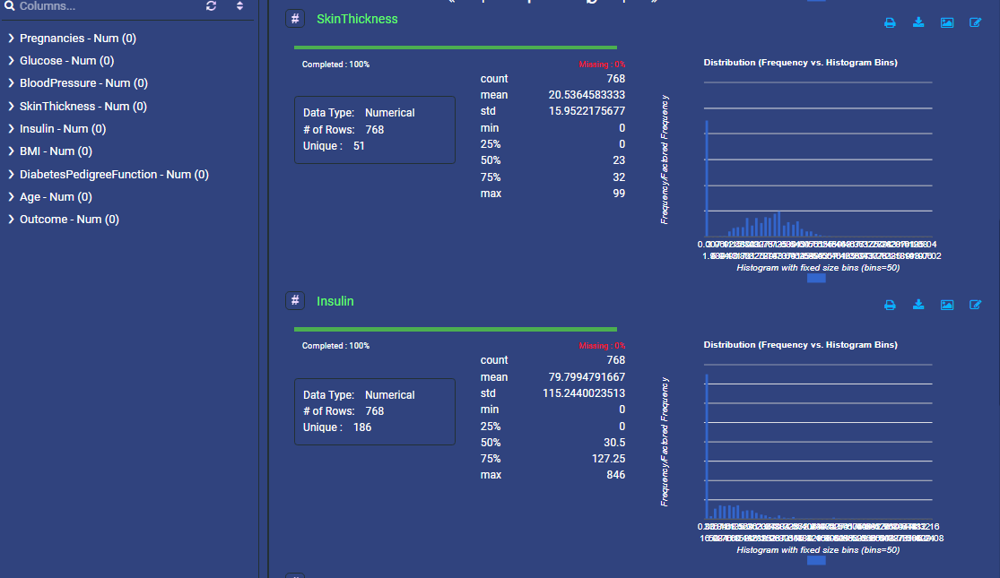 Columns...
Pregnancies - Num (0)
Glucose - Num (0)
BloodPressure - Num (0)
SkinThickness - Num (0)
Insulin - Num (0)
BMI - Num (0)
DiabetesPedigreeFunction - Num (0)
Age - Num (0)
Outcome - Num (0)
# SkinThickness
Completed : 100%
Missing : 0%
Data Type: Numerical
# of Rows: 768
Unique : 51
count 768
mean 20.5364583333
std 15.9522175677
min 0
25% 0
50% 23
75% 32
max 99
Distribution (Frequency vs. Histogram Bins)
Frequency/Factored Frequency
Histogram with fixed size bins (bins=50)
# Insulin
Completed : 100%
Missing : 0%
Data Type: Numerical
# of Rows: 768
Unique : 186
count 768
mean 79.7994791667
std 115.2440023513
min 0
25% 0
50% 30.5
75% 127.25
max 846
Distribution (Frequency vs. Histogram Bins)
Frequency/Factored Frequency
Histogram with fixed size bins (bins=50)